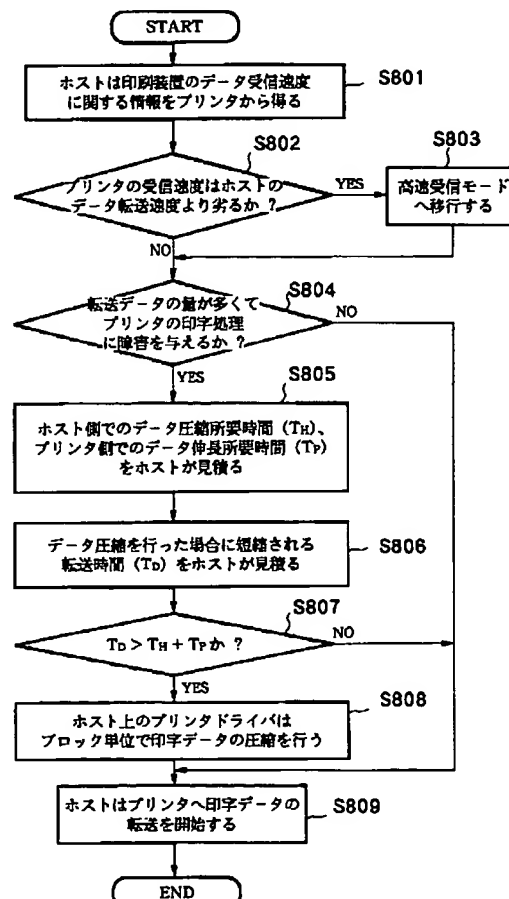 START
ホストは印刷装置のデータ受信速度
に関する情報をプリンタから得る
S801
S802
プリンタの受信速度はホストの
データ転送速度より劣るか ?
YES
S803
高速受信モード
へ移行する
NO
S804
転送データの量が多くて
プリンタの印字処理
に障害を与えるか ?
NO
YES
S805
ホスト側でのデータ圧縮所要時間 (TH)、
プリンタ側でのデータ伸長所要時間 (TP)
をホストが見積る
データ圧縮を行った場合に短縮される
転送時間 (TD) をホストが見積る
S806
S807
TD > TH + TPか ?
NO
YES
S808
ホスト上のプリンタドライバは
ブロック単位で印字データの圧縮を行う
ホストはプリンタへ印字データの
転送を開始する
S809
END